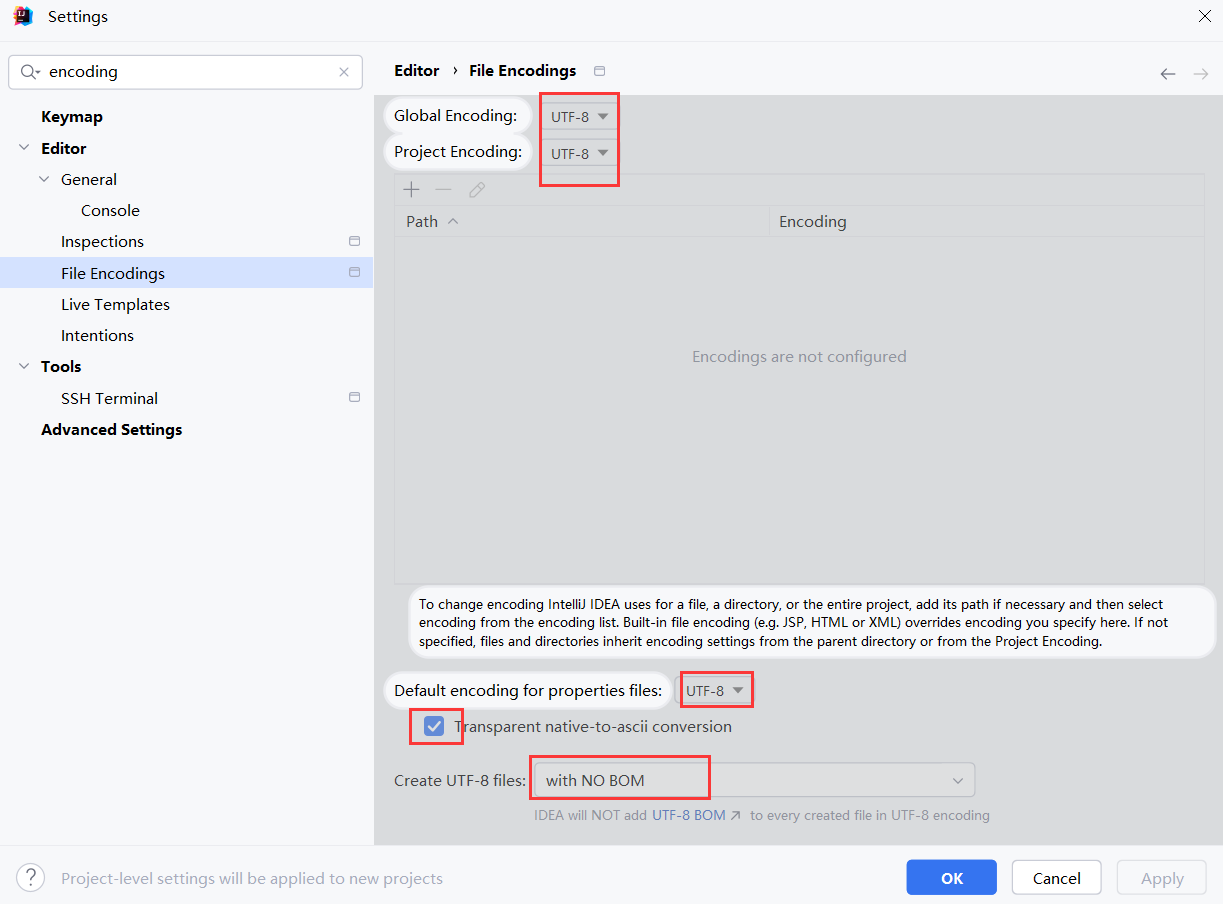 Settings
encoding
Keymap
Editor
General
Console
Inspections
File Encodings
Live Templates
Intentions
Tools
SSH Terminal
Advanced Settings
Editor › File Encodings
Global Encoding: UTF-8
Project Encoding: UTF-8
Path Encoding
Encodings are not configured
To change encoding IntelliJ IDEA uses for a file, a directory, or the entire project, add its path if necessary and then select
encoding from the encoding list. Built-in file encoding (e.g. JSP, HTML or XML) overrides encoding you specify here. If not
specified, files and directories inherit encoding settings from the parent directory or from the Project Encoding.
Default encoding for properties files: UTF-8
Transparent native-to-ascii conversion
Create UTF-8 files: with NO BOM
IDEA will NOT add UTF-8 BOM ↗ to every created file in UTF-8 encoding
? Project-level settings will be applied to new projects
OK Cancel Apply